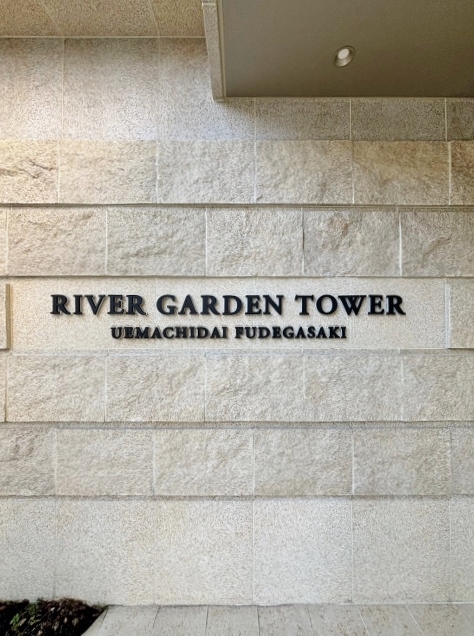 RIVER GARDEN TOWER
UEMACHIDAI FUDEGASAKI